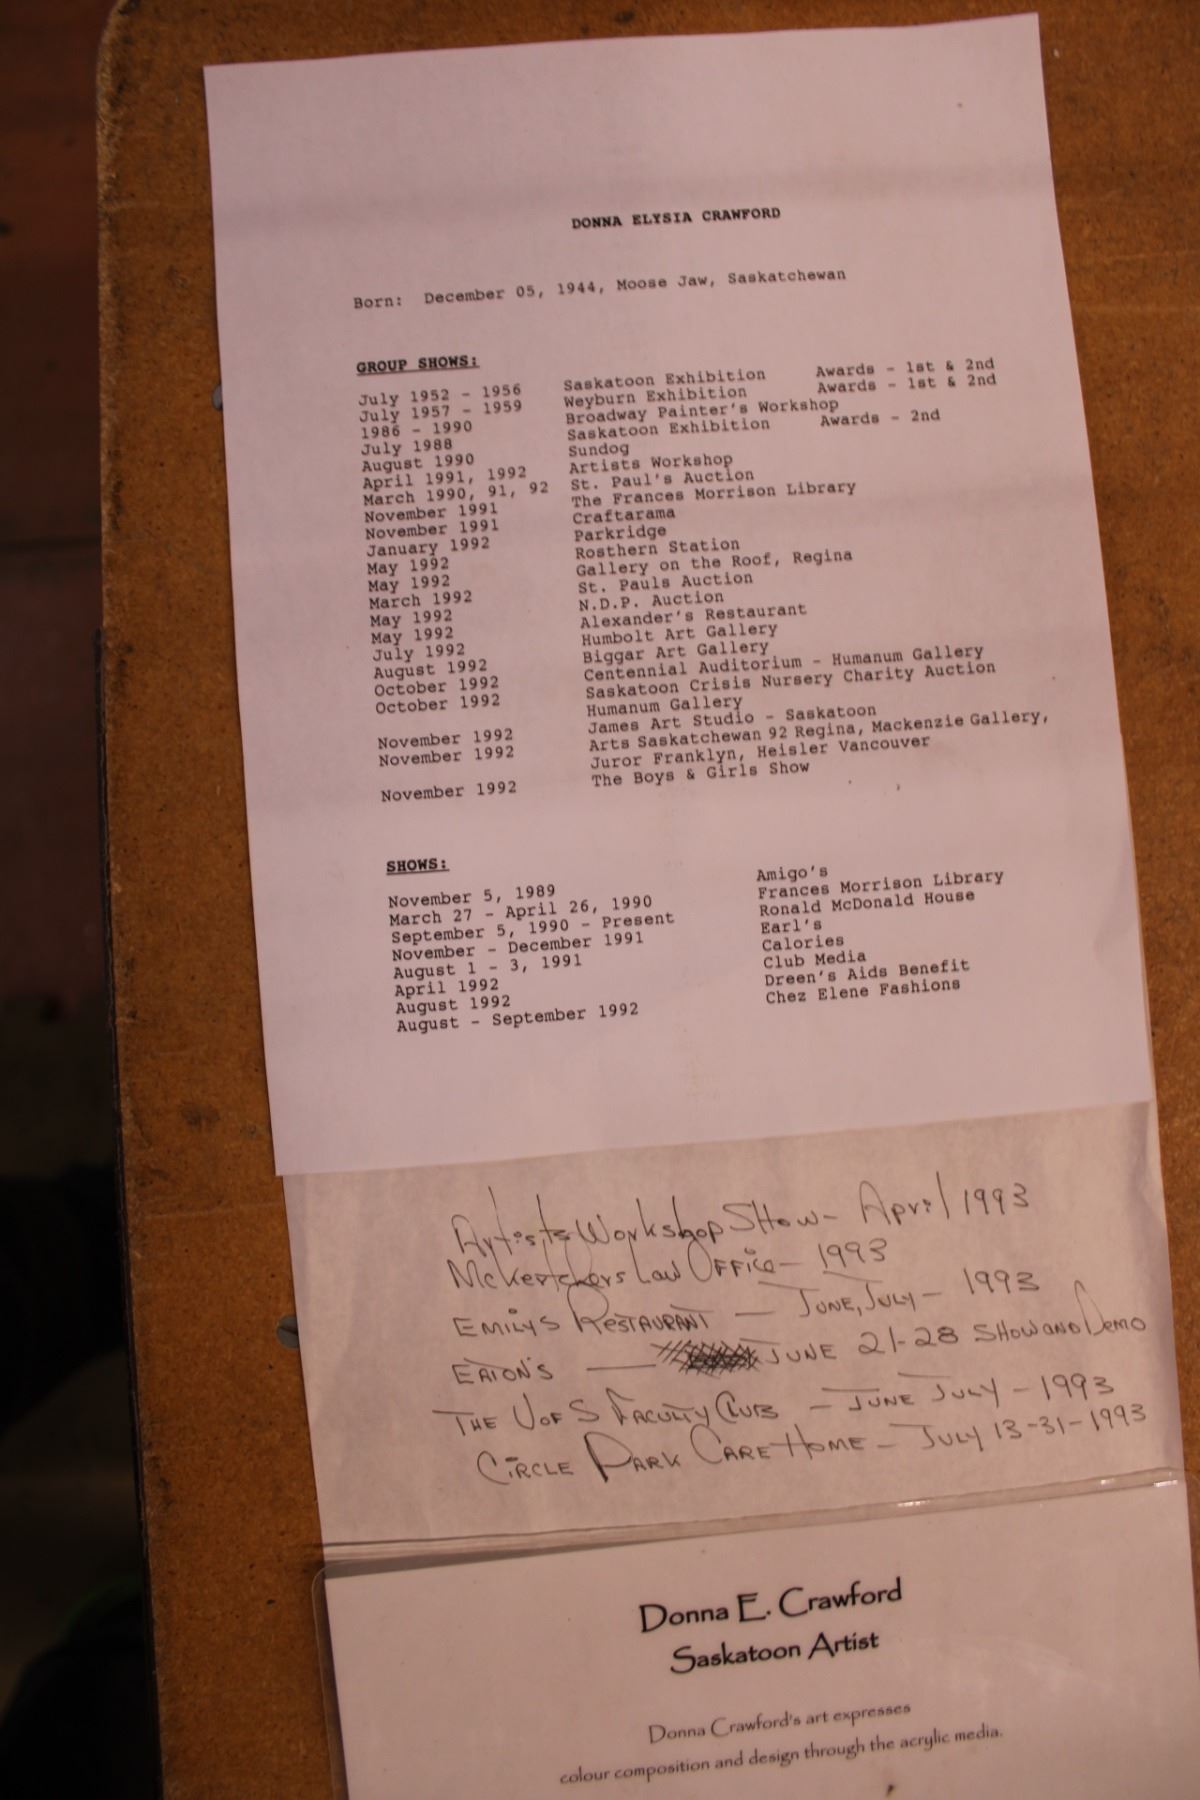 DONNA ELYSIA CRAWFORD
Born: December 05, 1944, Moose Jaw, Saskatchewan
GROUP SHOWS:
July 1952 - 1956 Saskatoon Exhibition Awards - 1st & 2nd
July 1957 - 1959 Weyburn Exhibition Awards - 1st & 2nd
1986 - 1990 Broadway Painter's Workshop
July 1988 Saskatoon Exhibition Awards - 2nd
August 1990 Sundog
April 1991, 1992 Artists Workshop
March 1990, 91, 92 St. Paul's Auction
November 1991 The Frances Morrison Library
November 1991 Craftarama
January 1992 Parkridge
May 1992 Rosthern Station
May 1992 Gallery on the Roof, Regina
March 1992 St. Pauls Auction
May 1992 N.D.P. Auction
May 1992 Alexander's Restaurant
July 1992 Humbolt Art Gallery
August 1992 Biggar Art Gallery
October 1992 Centennial Auditorium - Humanum Gallery
October 1992 Saskatoon Crisis Nursery Charity Auction
Humanum Gallery
November 1992 James Art Studio - Saskatoon
November 1992 Arts Saskatchewan 92 Regina, Mackenzie Gallery,
Juror Franklyn, Heisler Vancouver
November 1992 The Boys & Girls Show
SHOWS:
November 5, 1989 Amigo's
March 27 - April 26, 1990 Frances Morrison Library
September 5, 1990 - Present Ronald McDonald House
November - December 1991 Earl's
August 1 - 3, 1991 Calories
April 1992 Club Media
August 1992 Dreen's Aids Benefit
August - September 1992 Chez Elene Fashions
Artists Workshop Show - April 1993
McKerchers Law Office - 1993
EMILYS RESTAURANT - JUNE, JULY - 1993
EATON'S - JUNE 21-28 SHOW AND DEMO
THE U OF S FACULTY CLUB - JUNE JULY - 1993
CIRCLE PARK CARE HOME - JULY 13-31-1993
Donna E. Crawford
Saskatoon Artist
Donna Crawford's art expresses
colour composition and design through the acrylic media.